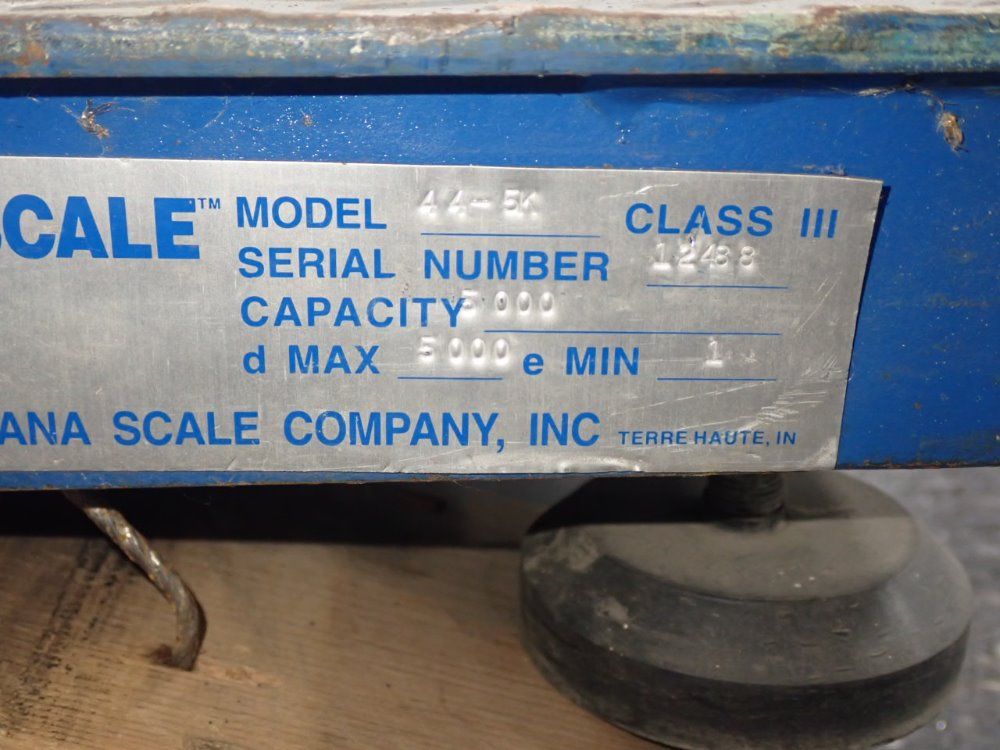 SCALE™ MODEL 44-5K CLASS III
SERIAL NUMBER 12488
CAPACITY 5000
d MAX 5000 e MIN 1
ANA SCALE COMPANY, INC TERRE HAUTE, IN